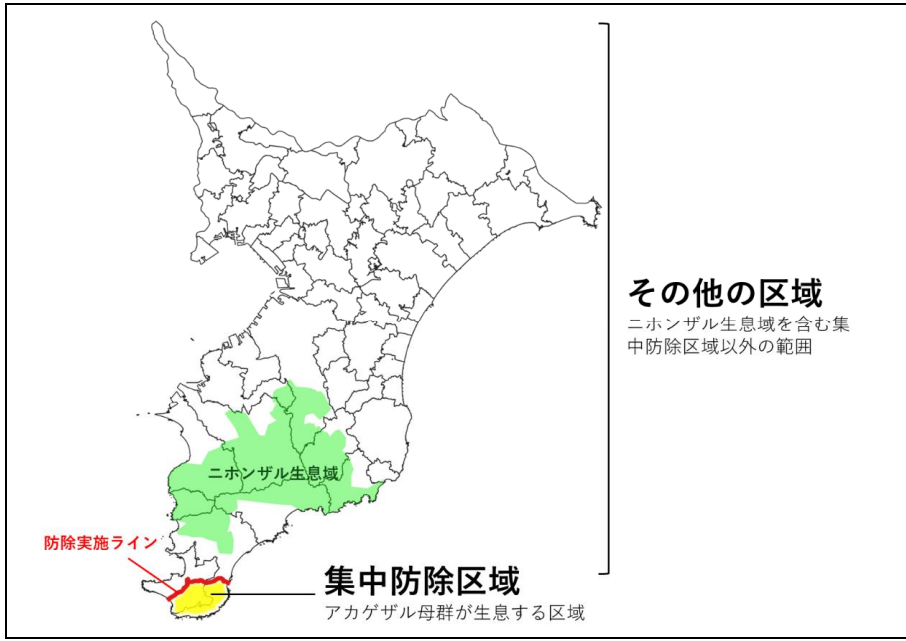 その他の区域
ニホンザル生息域を含む集
中防除区域以外の範囲
ニホンザル生息域
防除実施ライン
集中防除区域
アカゲザル母群が生息する区域